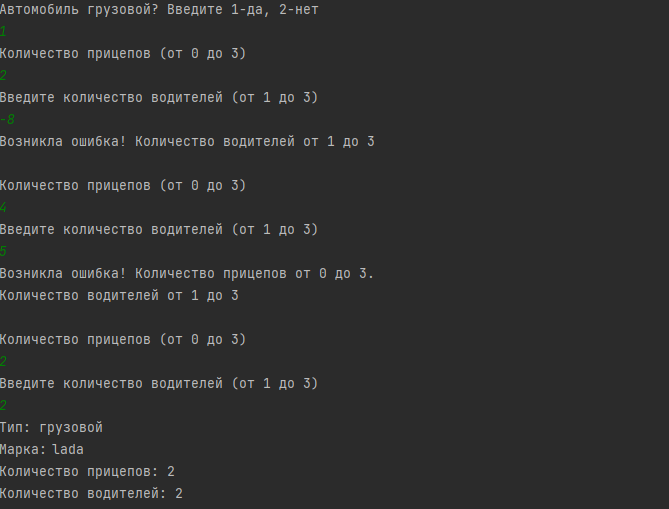 Автомобиль грузовой? Введите 1-да, 2-нет
1
Количество прицепов (от 0 до 3)
2
Введите количество водителей (от 1 до 3)
-8
Возникла ошибка! Количество водителей от 1 до 3
Количество прицепов (от 0 до 3)
4
Введите количество водителей (от 1 до 3)
5
Возникла ошибка! Количество прицепов от 0 до 3.
Количество водителей от 1 до 3
Количество прицепов (от 0 до 3)
2
Введите количество водителей (от 1 до 3)
2
Тип: грузовой
Марка: lada
Количество прицепов: 2
Количество водителей: 2